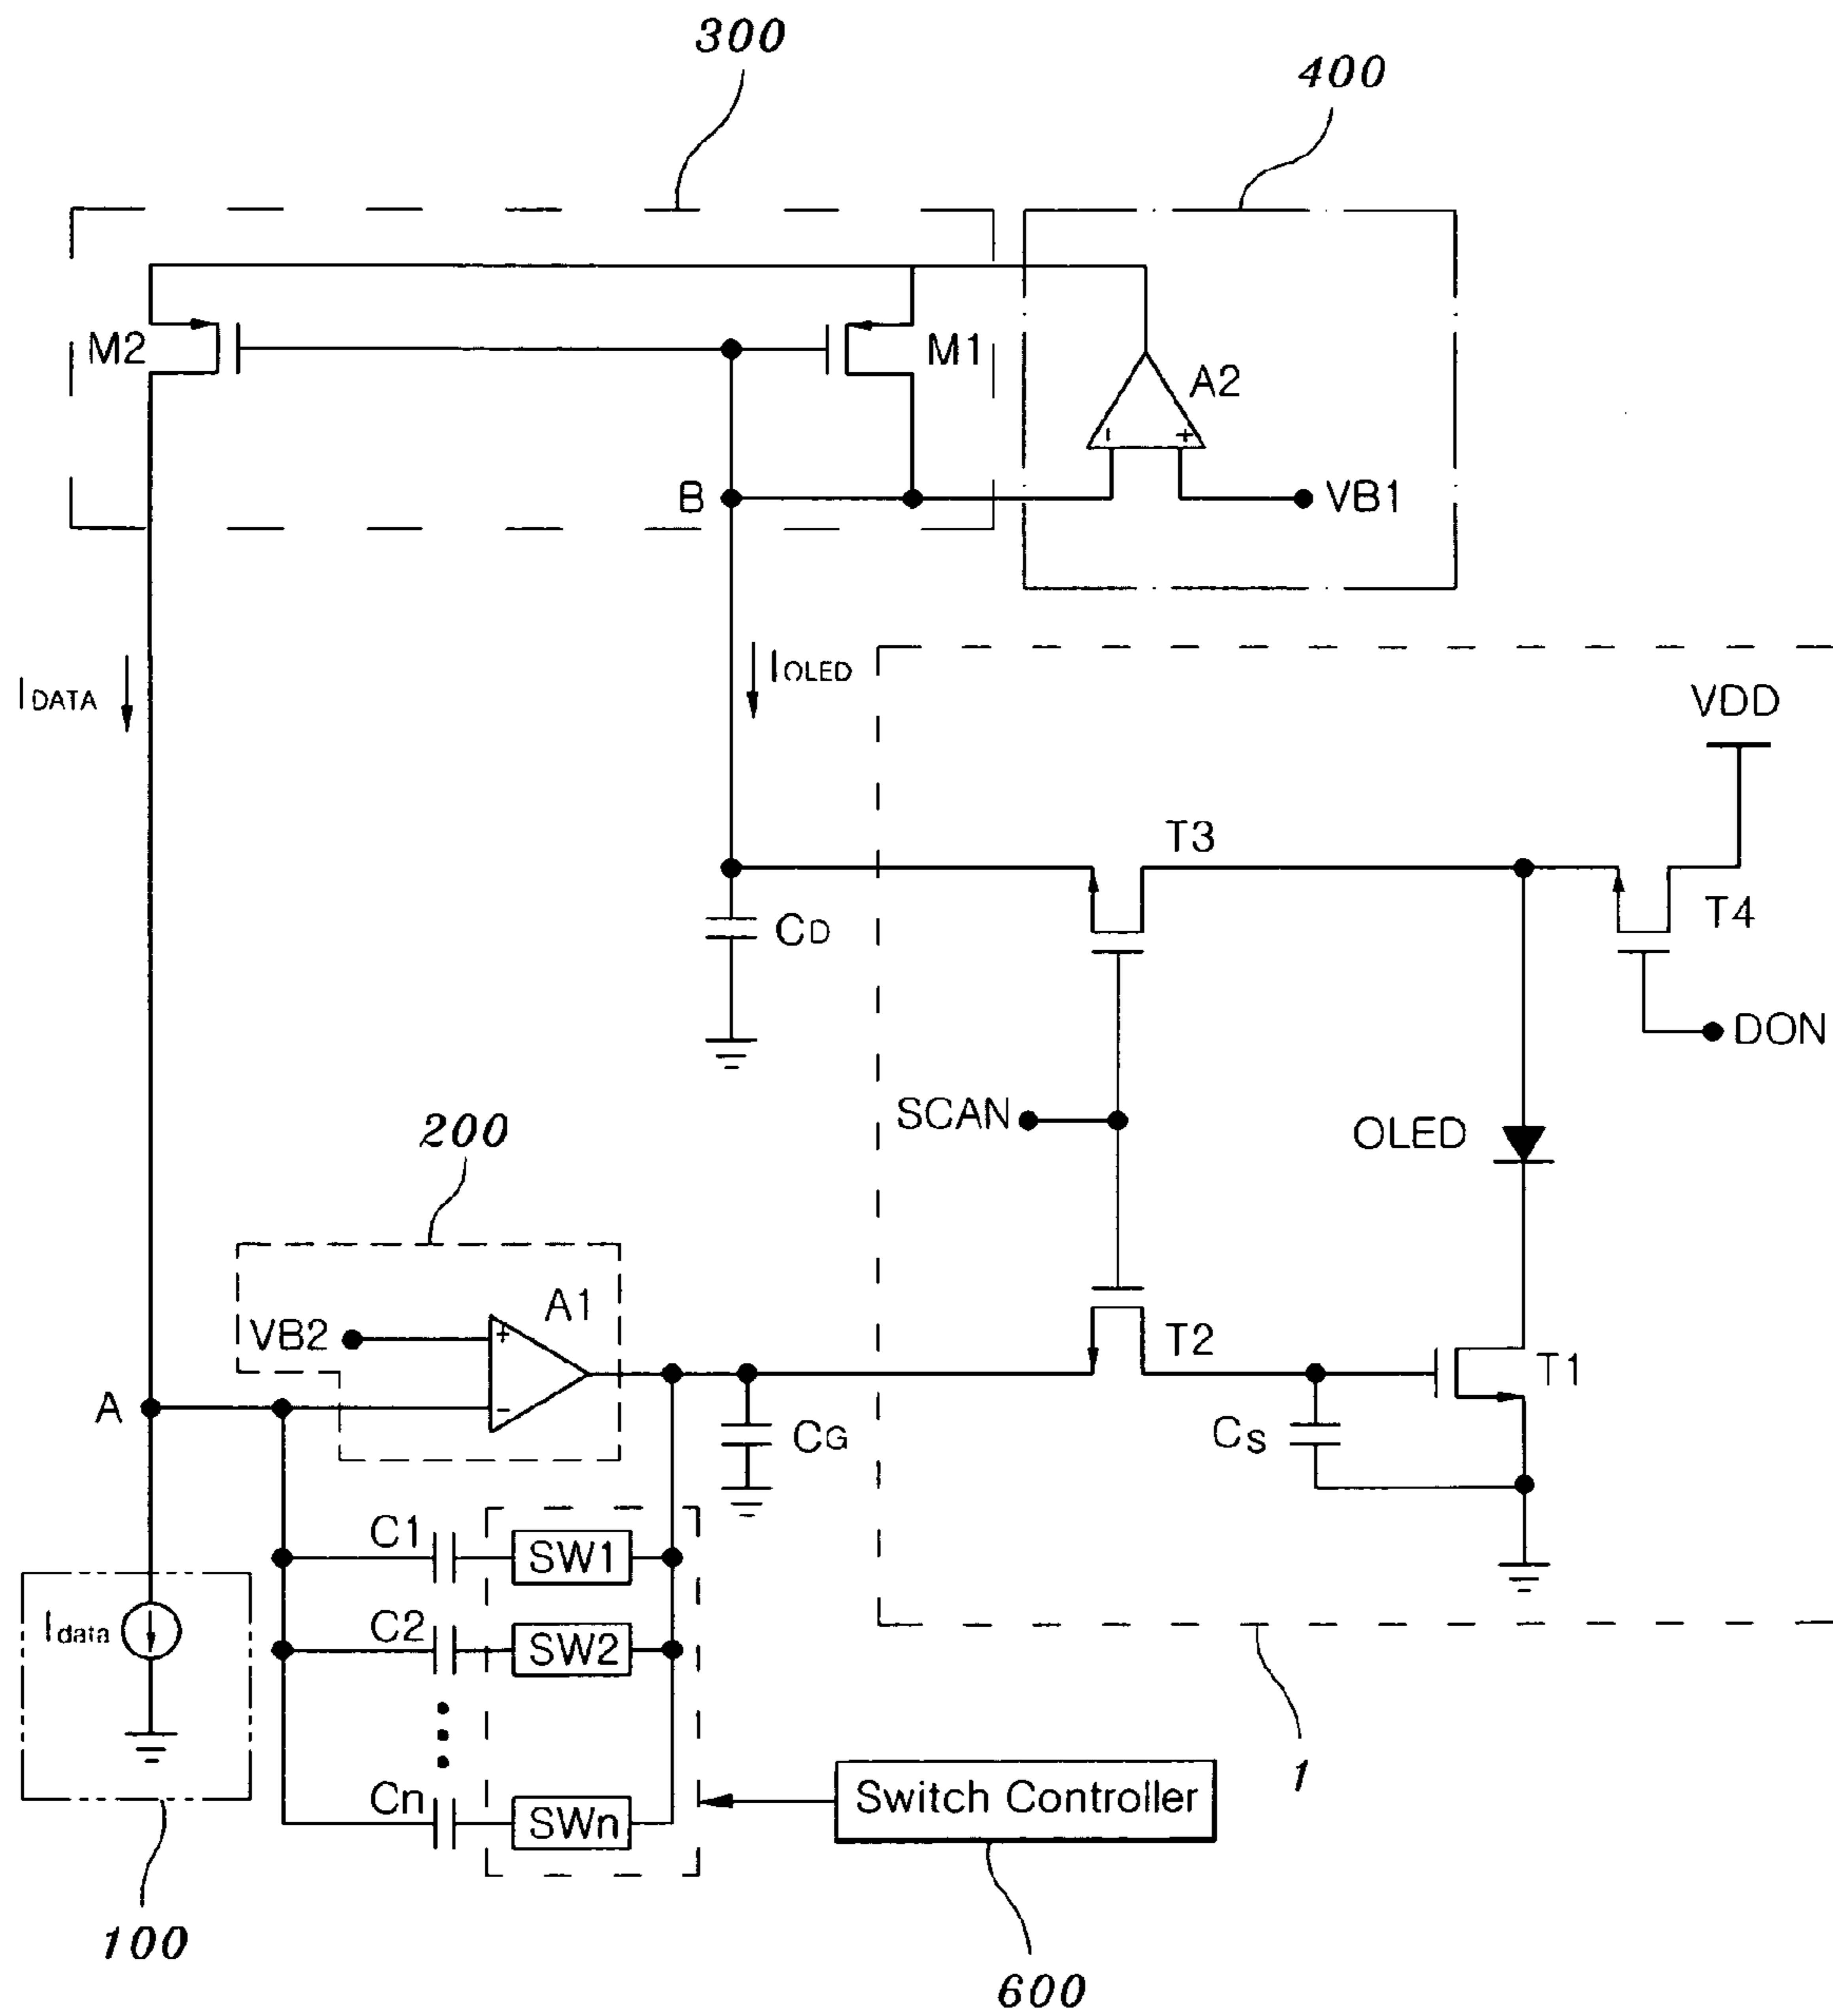 300
400
M2
M1
A2
B
VB1
IDATA
IOLED
VDD
T3
T4
CD
DON
SCAN
OLED
200
A1
VB2
T2
T1
A
CG
Cs
C1
SW1
Idata
C2
SW2
1
Cn
SWn
Switch Controller
100
600